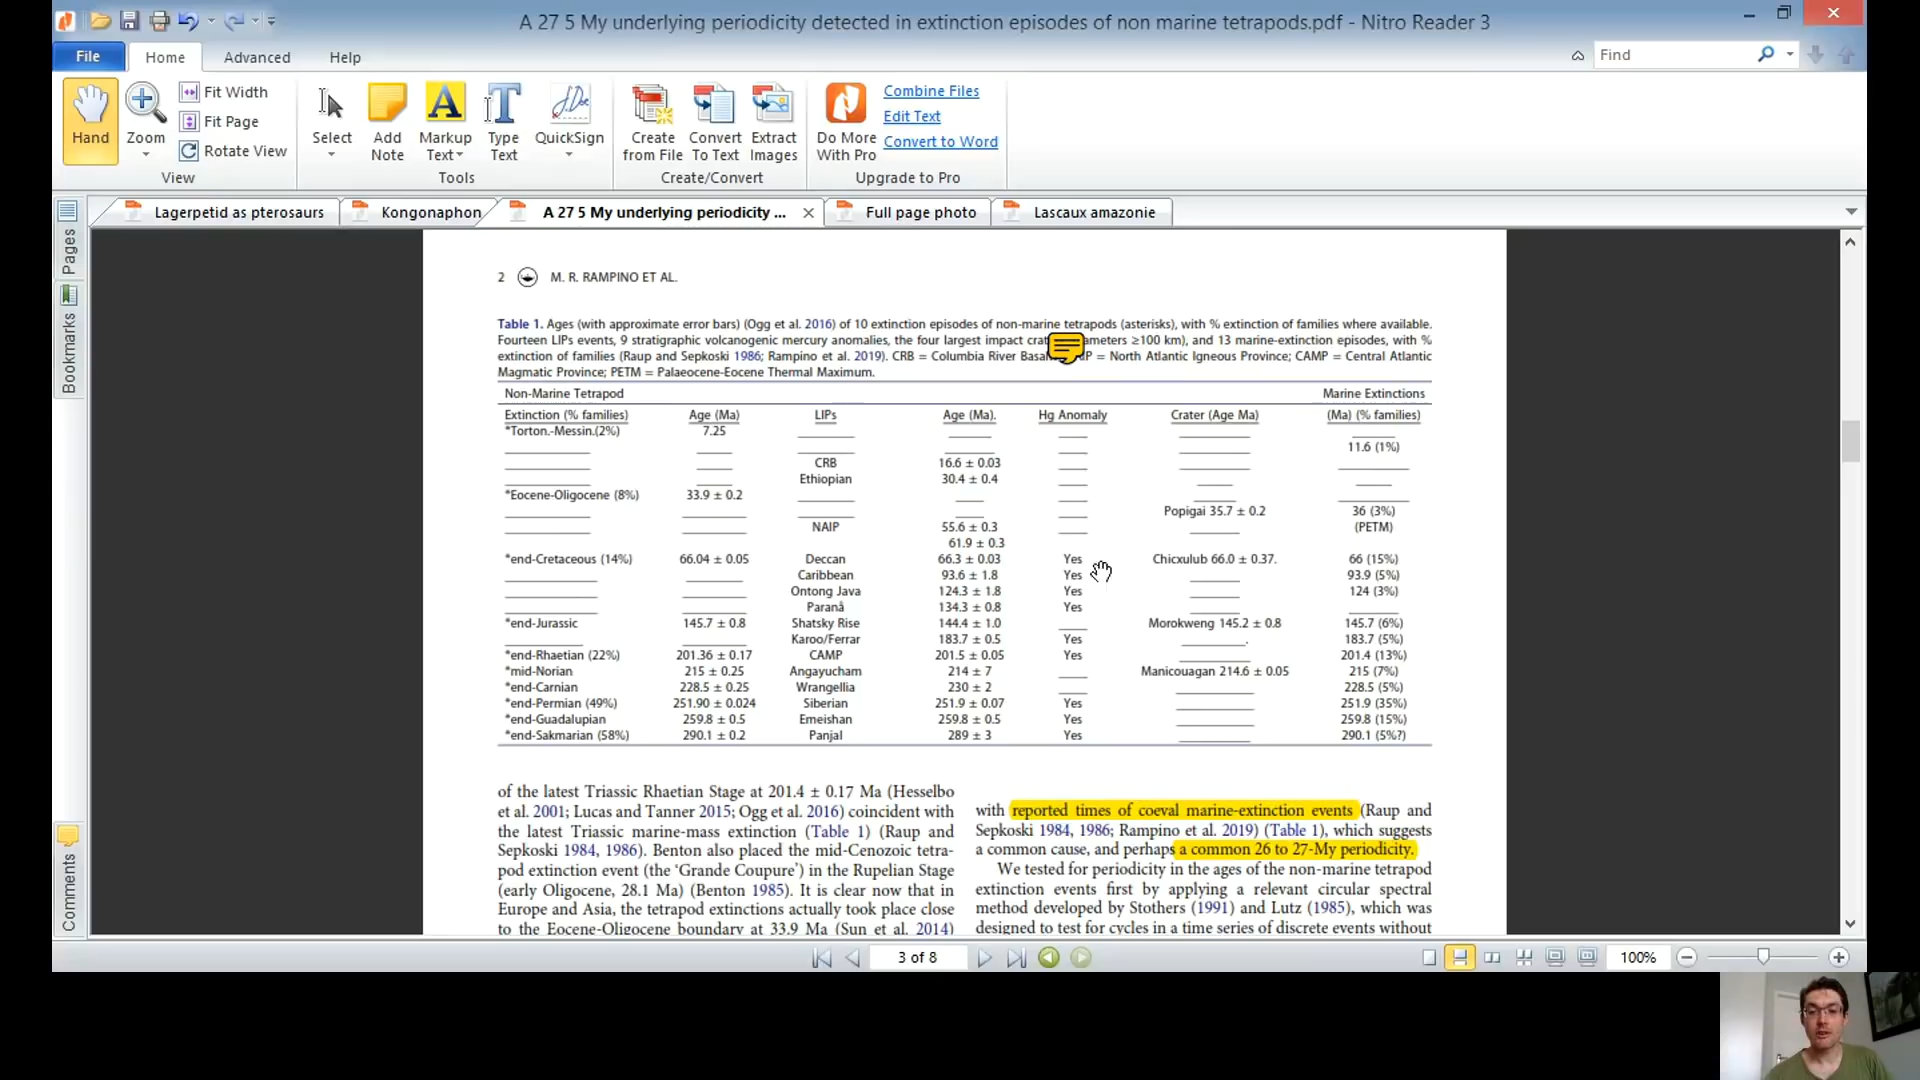 A 27 5 My underlying periodicity detected in extinction episodes of non marine tetrapods.pdf - Nitro Reader 3
File Home Advanced Help Find
Hand Zoom Fit Width Fit Page Rotate View
View
Select Add Note Markup Text Type Text QuickSign
Tools
Create from File Convert To Text Extract Images
Create/Convert
Do More With Pro Combine Files Edit Text Convert to Word
Upgrade to Pro
Lagerpetid as pterosaurs Kongonaphon A 27 5 My underlying periodicity ... Full page photo Lascaux amazonie
Pages
Bookmarks
Comments
2 M. R. RAMPINO ET AL.
Table 1. Ages (with approximate error bars) (Ogg et al. 2016) of 10 extinction episodes of non-marine tetrapods (asterisks), with % extinction of families where available.
Fourteen LIPs events, 9 stratigraphic volcanogenic mercury anomalies, the four largest impact crat ameters ≥100 km), and 13 marine-extinction episodes, with %
extinction of families (Raup and Sepkoski 1986; Rampino et al. 2019). CRB = Columbia River Basa P = North Atlantic Igneous Province; CAMP = Central Atlantic
Magmatic Province; PETM = Palaeocene-Eocene Thermal Maximum.
Non-Marine Tetrapod Marine Extinctions
Extinction (% families) Age (Ma) LIPs Age (Ma). Hg Anomaly Crater (Age Ma) (Ma) (% families)
*Torton.-Messin.(2%) 7.25
11.6 (1%)
CRB 16.6 ± 0.03
Ethiopian 30.4 ± 0.4
*Eocene-Oligocene (8%) 33.9 ± 0.2
Popigai 35.7 ± 0.2 36 (3%)
NAIP 55.6 ± 0.3 (PETM)
61.9 ± 0.3
*end-Cretaceous (14%) 66.04 ± 0.05 Deccan 66.3 ± 0.03 Yes Chicxulub 66.0 ± 0.37. 66 (15%)
Caribbean 93.6 ± 1.8 Yes 93.9 (5%)
Ontong Java 124.3 ± 1.8 Yes 124 (3%)
Paranå 134.3 ± 0.8 Yes
*end-Jurassic 145.7 ± 0.8 Shatsky Rise 144.4 ± 1.0 Morokweng 145.2 ± 0.8 145.7 (6%)
Karoo/Ferrar 183.7 ± 0.5 Yes 183.7 (5%)
*end-Rhaetian (22%) 201.36 ± 0.17 CAMP 201.5 ± 0.05 Yes 201.4 (13%)
*mid-Norian 215 ± 0.25 Angayucham 214 ± 7 Manicouagan 214.6 ± 0.05 215 (7%)
*end-Carnian 228.5 ± 0.25 Wrangellia 230 ± 2 228.5 (5%)
*end-Permian (49%) 251.90 ± 0.024 Siberian 251.9 ± 0.07 Yes 251.9 (35%)
*end-Guadalupian 259.8 ± 0.5 Emeishan 259.8 ± 0.5 Yes 259.8 (15%)
*end-Sakmarian (58%) 290.1 ± 0.2 Panjal 289 ± 3 Yes 290.1 (5%?)
of the latest Triassic Rhaetian Stage at 201.4 ± 0.17 Ma (Hesselbo
et al. 2001; Lucas and Tanner 2015; Ogg et al. 2016) coincident with
the latest Triassic marine-mass extinction (Table 1) (Raup and
Sepkoski 1984, 1986). Benton also placed the mid-Cenozoic tetra-
pod extinction event (the 'Grande Coupure') in the Rupelian Stage
(early Oligocene, 28.1 Ma) (Benton 1985). It is clear now that in
Europe and Asia, the tetrapod extinctions actually took place close
to the Eocene-Oligocene boundary at 33.9 Ma (Sun et al. 2014)
with reported times of coeval marine-extinction events (Raup and
Sepkoski 1984, 1986; Rampino et al. 2019) (Table 1), which suggests
a common cause, and perhaps a common 26 to 27-My periodicity.
We tested for periodicity in the ages of the non-marine tetrapod
extinction events first by applying a relevant circular spectral
method developed by Stothers (1991) and Lutz (1985), which was
designed to test for cycles in a time series of discrete events without
3 of 8 100%